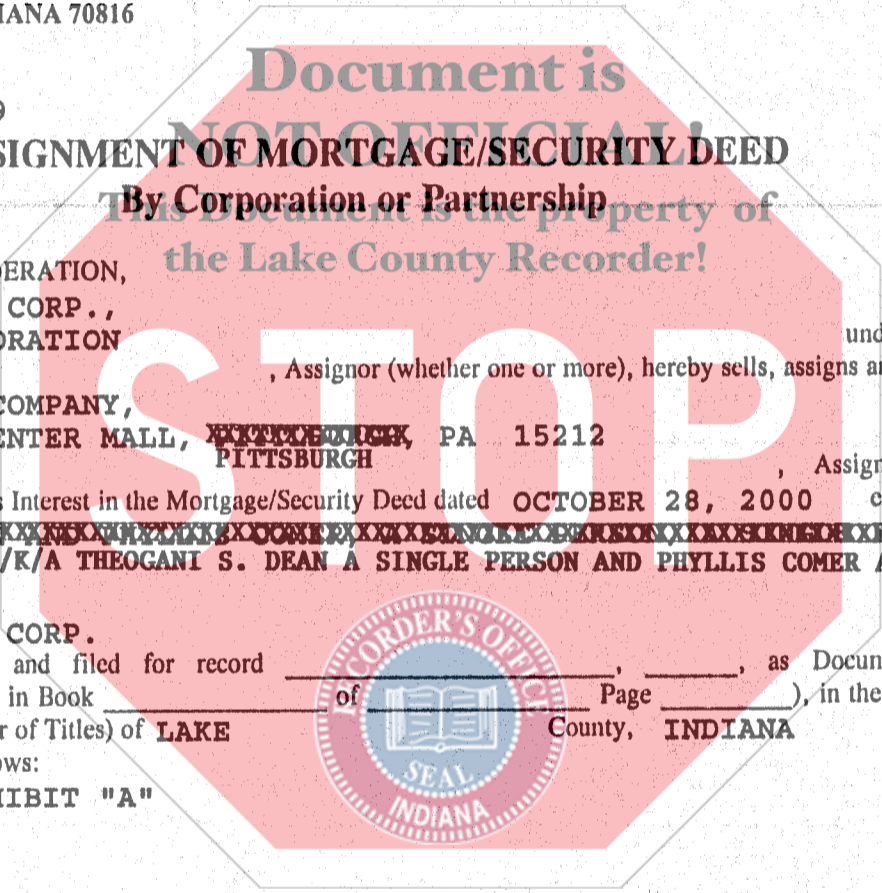 IANA 70816
Document is
NOT OFFICIAL!
SIGNMENT OF MORTGAGE/SECURITY DEED
By Corporation or Partnership
This Document is the property of
the Lake County Recorder!
ERATION,
CORP.,
ORATION
und
, Assignor (whether one or more), hereby sells, assigns a
COMPANY,
ENTER MALL, PA 15212
PITTSBURGH
, Assign
s Interest in the Mortgage/Security Deed dated OCTOBER 28, 2000 c
/K/A THEOGANI S. DEAN A SINGLE PERSON AND PHYLLIS COMER A
STOP
CORP.
and filed for record , , as Docum
in Book of Page ), in the
r of Titles) of LAKE County, INDIANA
ows:
HIBIT "A"
RECORDER'S OFFICE
SEAL
INDIANA